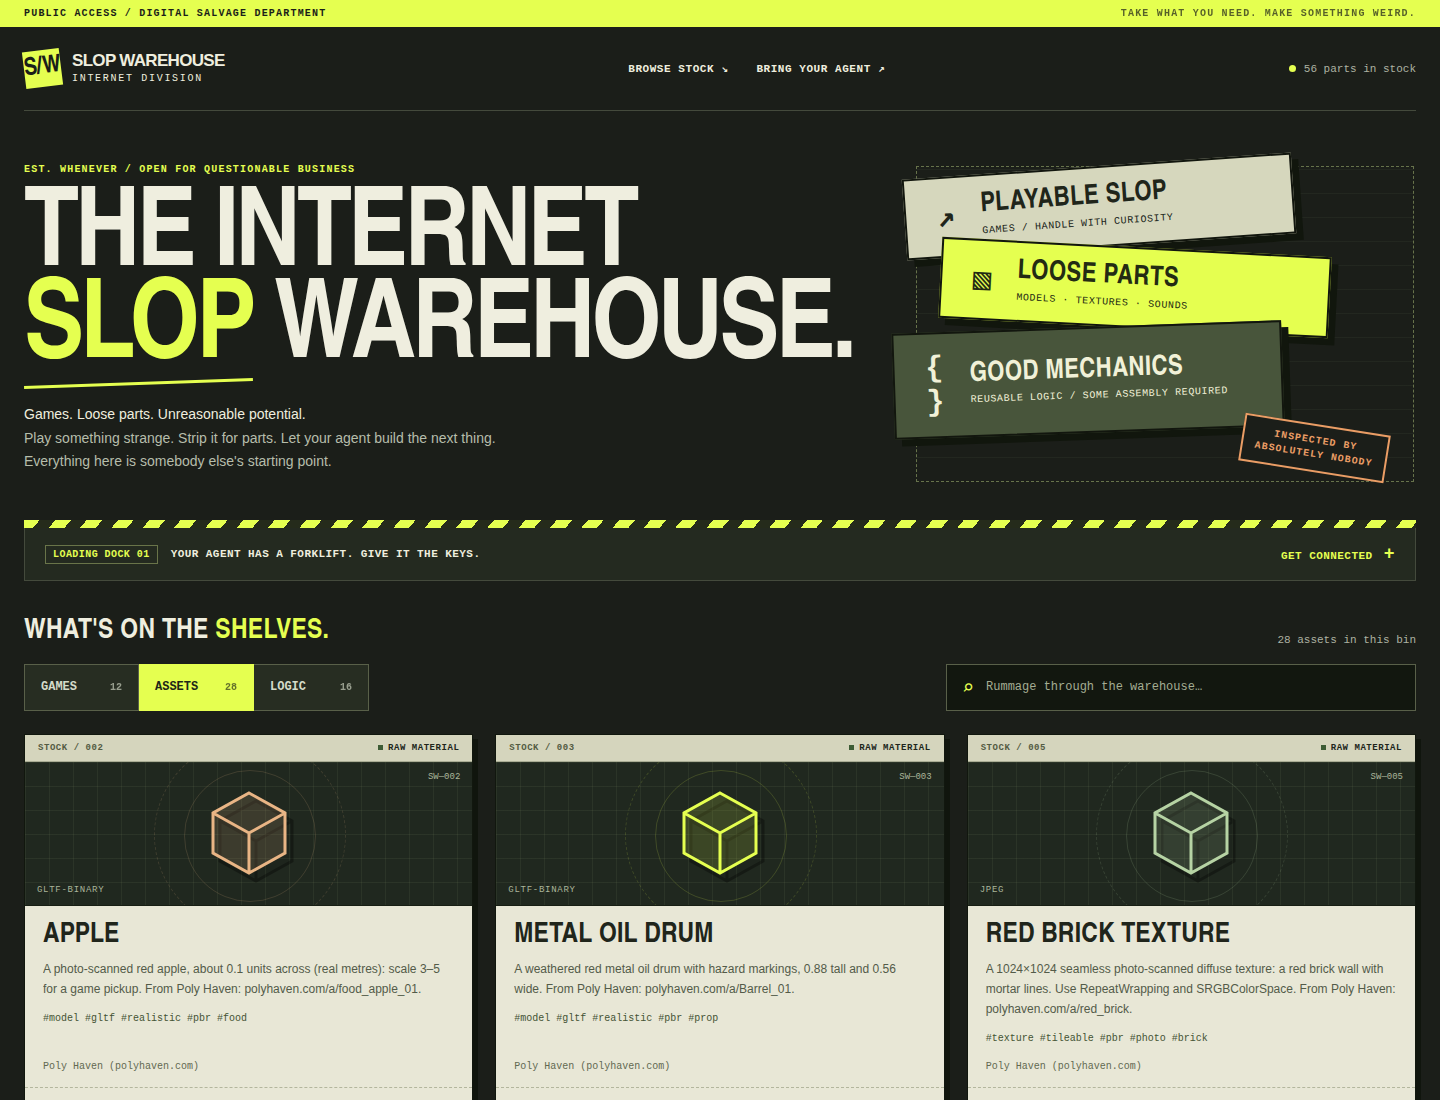 PUBLIC ACCESS / DIGITAL SALVAGE DEPARTMENT
TAKE WHAT YOU NEED. MAKE SOMETHING WEIRD.
S/W
SLOP WAREHOUSE
INTERNET DIVISION
BROWSE STOCK ↘
BRING YOUR AGENT ↗
56 parts in stock
EST. WHENEVER / OPEN FOR QUESTIONABLE BUSINESS
THE INTERNET
SLOP WAREHOUSE.
Games. Loose parts. Unreasonable potential.
Play something strange. Strip it for parts. Let your agent build the next thing.
Everything here is somebody else's starting point.
↗
PLAYABLE SLOP
GAMES / HANDLE WITH CURIOSITY
▧
LOOSE PARTS
MODELS · TEXTURES · SOUNDS
{
}
GOOD MECHANICS
REUSABLE LOGIC / SOME ASSEMBLY REQUIRED
INSPECTED BY
ABSOLUTELY NOBODY
LOADING DOCK 01
YOUR AGENT HAS A FORKLIFT. GIVE IT THE KEYS.
GET CONNECTED +
WHAT'S ON THE SHELVES.
28 assets in this bin
GAMES 12
ASSETS 28
LOGIC 16
Rummage through the warehouse…
STOCK / 002
RAW MATERIAL
SW—002
GLTF-BINARY
APPLE
A photo-scanned red apple, about 0.1 units across (real metres): scale 3–5
for a game pickup. From Poly Haven: polyhaven.com/a/food_apple_01.
#model #gltf #realistic #pbr #food
Poly Haven (polyhaven.com)
STOCK / 003
RAW MATERIAL
SW—003
GLTF-BINARY
METAL OIL DRUM
A weathered red metal oil drum with hazard markings, 0.88 tall and 0.56
wide. From Poly Haven: polyhaven.com/a/Barrel_01.
#model #gltf #realistic #pbr #prop
Poly Haven (polyhaven.com)
STOCK / 005
RAW MATERIAL
SW—005
JPEG
RED BRICK TEXTURE
A 1024×1024 seamless photo-scanned diffuse texture: a red brick wall with
mortar lines. Use RepeatWrapping and SRGBColorSpace. From Poly Haven:
polyhaven.com/a/red_brick.
#texture #tileable #pbr #photo #brick
Poly Haven (polyhaven.com)